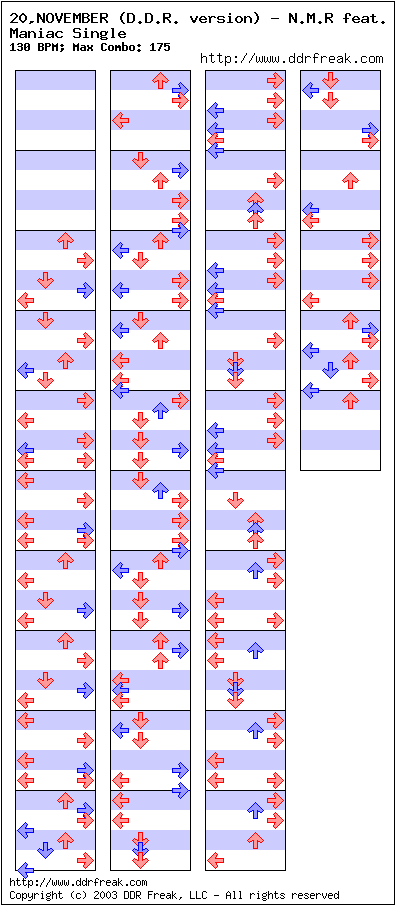 20,NOVEMBER (D.D.R. version) - N.M.R feat.
Maniac Single
130 BPM; Max Combo: 175
http://www.ddrfreak.com
http://www.ddrfreak.com
Copyright (c) 2003 DDR Freak, LLC - All rights reserved